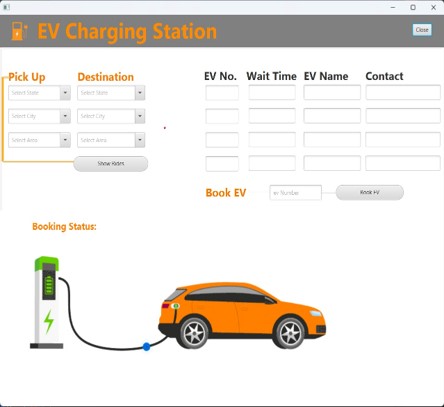 EV Charging Station
Close
Pick Up Destination
Select State Select State
Select City Select City
Select Area Select Area
Show Rides
EV No. Wait Time EV Name Contact
Book EV ev Number Book EV
Booking Status: